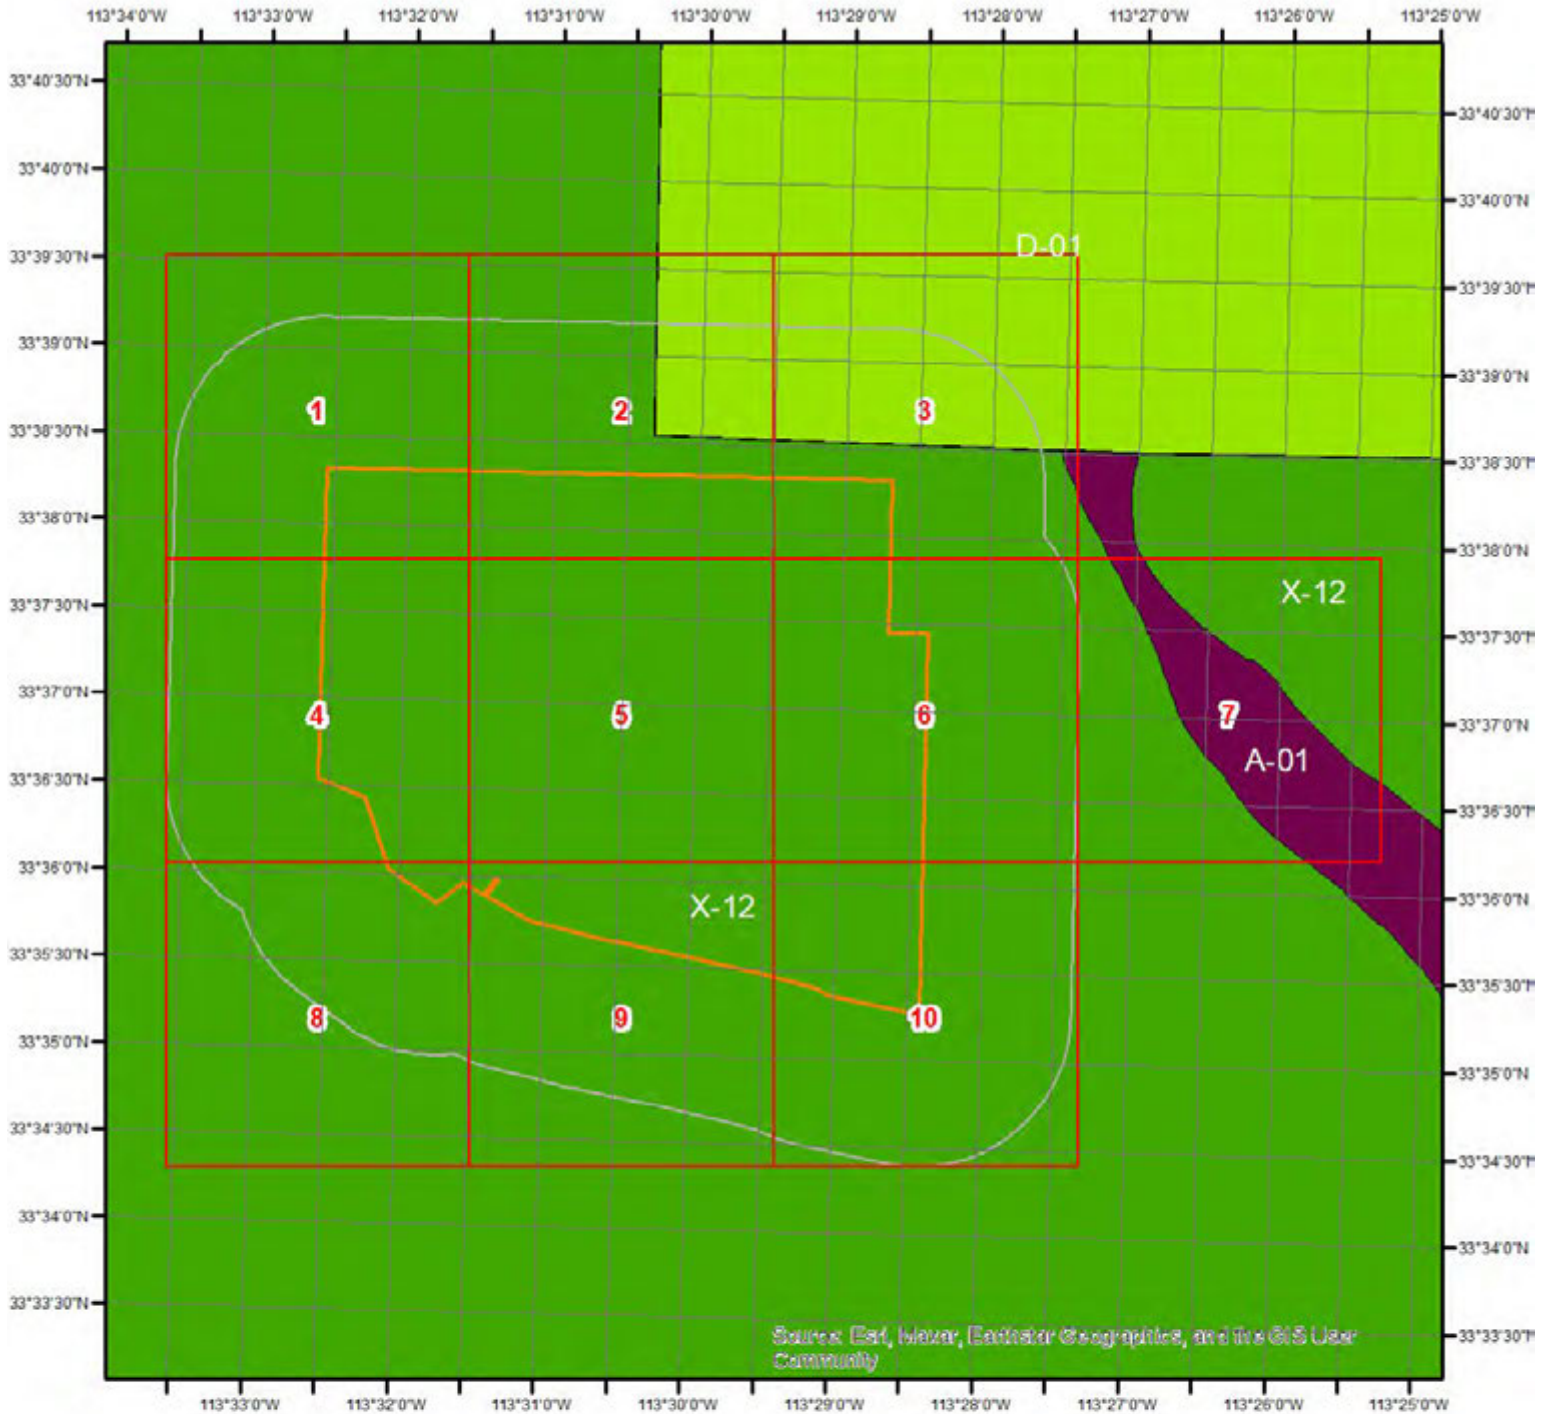 113°34'0"W 113°33'0"W 113°32'0"W 113°31'0"W 113°30'0"W 113°29'0"W 113°28'0"W 113°27'0"W 113°26'0"W 113°25'0"W
33°40'30"N
33°40'30"N
33°40'0"N
33°40'0"N
D-01
33°39'30"N
33°39'30"N
33°39'0"N
33°39'0"N
1 2 3
33°38'30"N
33°38'30"N
33°38'0"N
33°38'0"N
X-12
33°37'30"N
33°37'30"N
33°37'0"N
4 5 6 7
33°37'0"N
A-01
33°36'30"N
33°36'30"N
33°36'0"N
33°36'0"N
X-12
33°35'30"N
33°35'30"N
8 9 10
33°35'0"N
33°35'0"N
33°34'30"N
33°34'30"N
33°34'0"N
33°34'0"N
33°33'30"N
33°33'30"N
Source: Esri, Maxar, Earthstar Geographics, and the GIS User
Community
113°33'0"W 113°32'0"W 113°31'0"W 113°30'0"W 113°29'0"W 113°28'0"W 113°27'0"W 113°26'0"W 113°25'0"W